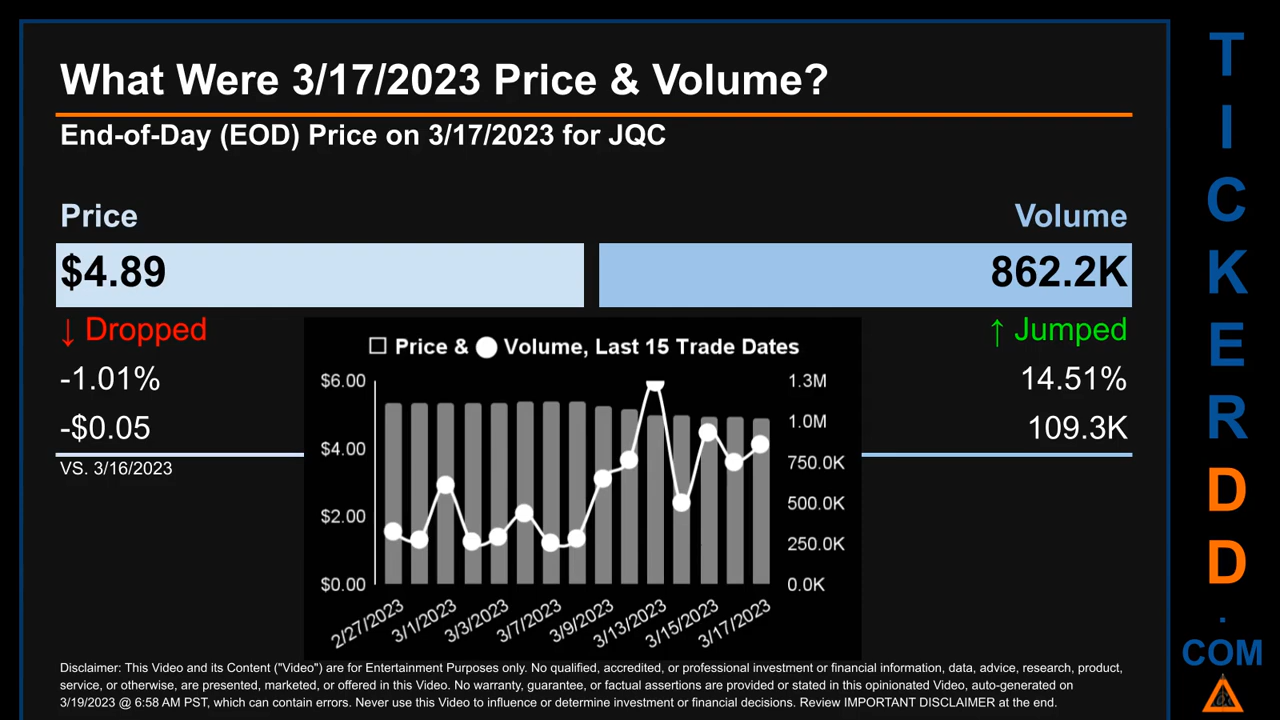 What Were 3/17/2023 Price & Volume?
End-of-Day (EOD) Price on 3/17/2023 for JQC
Price
Volume
$4.89
862.2K
↓ Dropped
↑ Jumped
-1.01%
14.51%
-$0.05
109.3K
VS. 3/16/2023
Price & Volume, Last 15 Trade Dates
$6.00
$4.00
$2.00
$0.00
1.3M
1.0M
750.0K
500.0K
250.0K
0.0K
2/27/2023
3/1/2023
3/3/2023
3/7/2023
3/9/2023
3/13/2023
3/15/2023
3/17/2023
Disclaimer: This Video and its Content ("Video") are for Entertainment Purposes only. No qualified, accredited, or professional investment or financial information, data, advice, research, product,
service, or otherwise, are presented, marketed, or offered in this Video. No warranty, guarantee, or factual assertions are provided or stated in this opinionated Video, auto-generated on
3/19/2023 @ 6:58 AM PST, which can contain errors. Never use this Video to influence or determine investment or financial decisions. Review IMPORTANT DISCLAIMER at the end.
T
I
C
K
E
R
D
D
.
COM